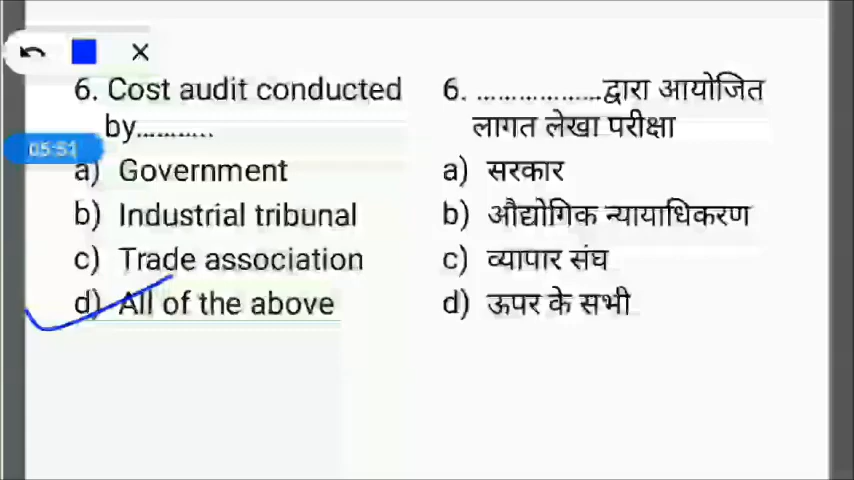 6. Cost audit conducted
by...........
05:51
a) Government
b) Industrial tribunal
c) Trade association
d) All of the above
6. ..................द्वारा आयोजित
लागत लेखा परीक्षा
a) सरकार
b) औद्योगिक न्यायाधिकरण
c) व्यापार संघ
d) ऊपर के सभी